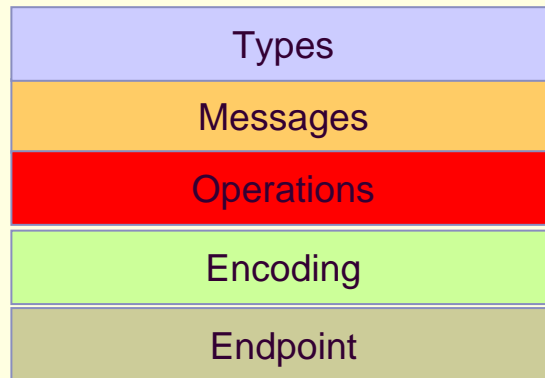 Types
Messages
Operations
Encoding
Endpoint